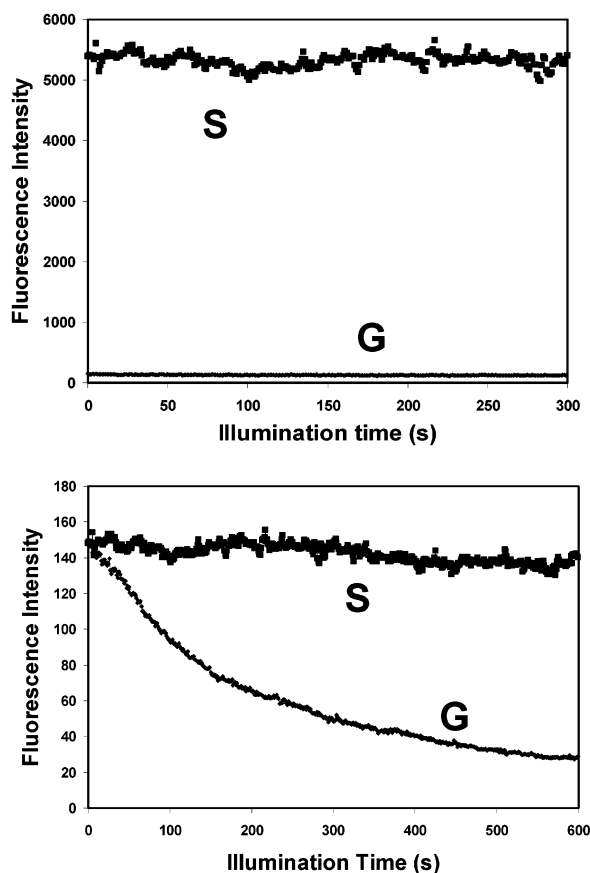 Fluorescence Intensity
6000
5000
4000
3000
2000
1000
0
S
G
0 50 100 150 200 250 300
Illumination time (s)
Fluorescence Intensity
180
160
140
120
100
80
60
40
20
0
S
G
0 100 200 300 400 500 600
Illumination Time (s)